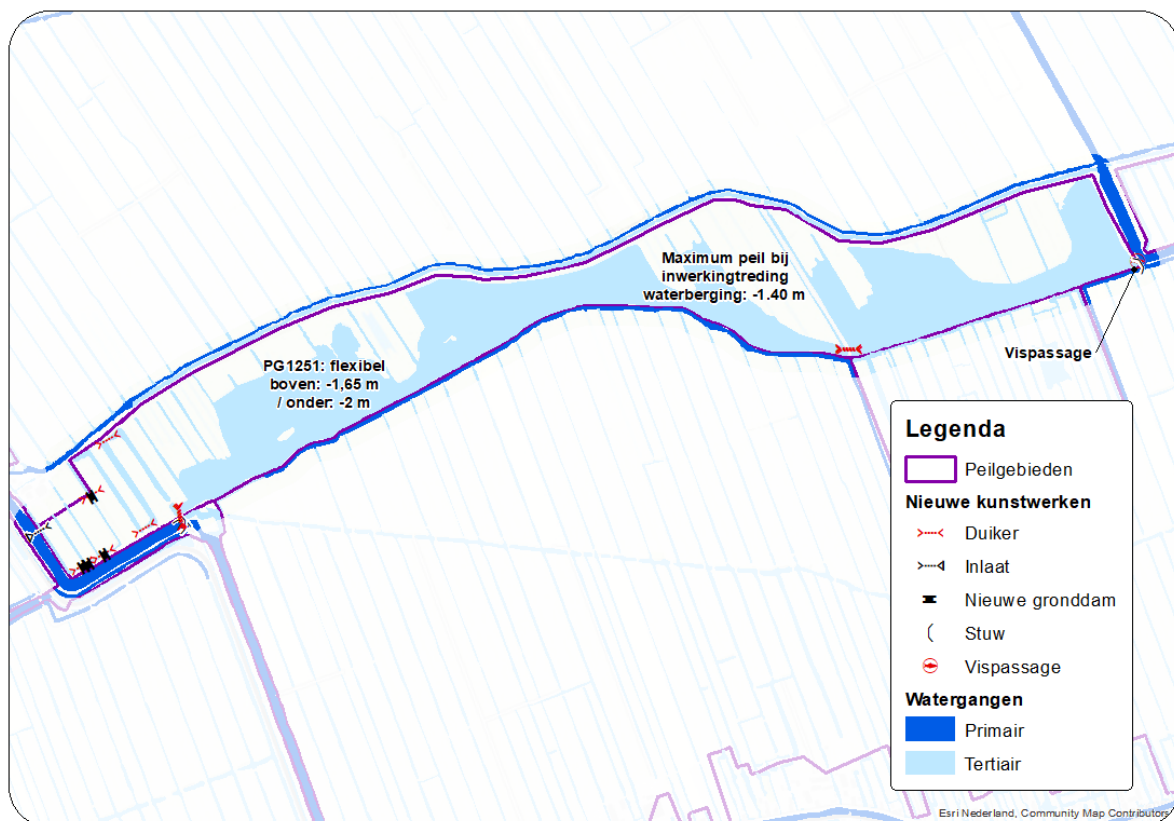 Maximum peil bij
inwerkingtreding
waterberging: -1.40 m
PG1251: flexibel
boven: -1,65 m
/ onder: -2 m
Vispassage
Legenda
Peilgebieden
Nieuwe kunstwerken
Duiker
Inlaat
Nieuwe gronddam
Stuw
Vispassage
Watergangen
Primair
Tertiair
Esri Nederland, Community Map Contributors